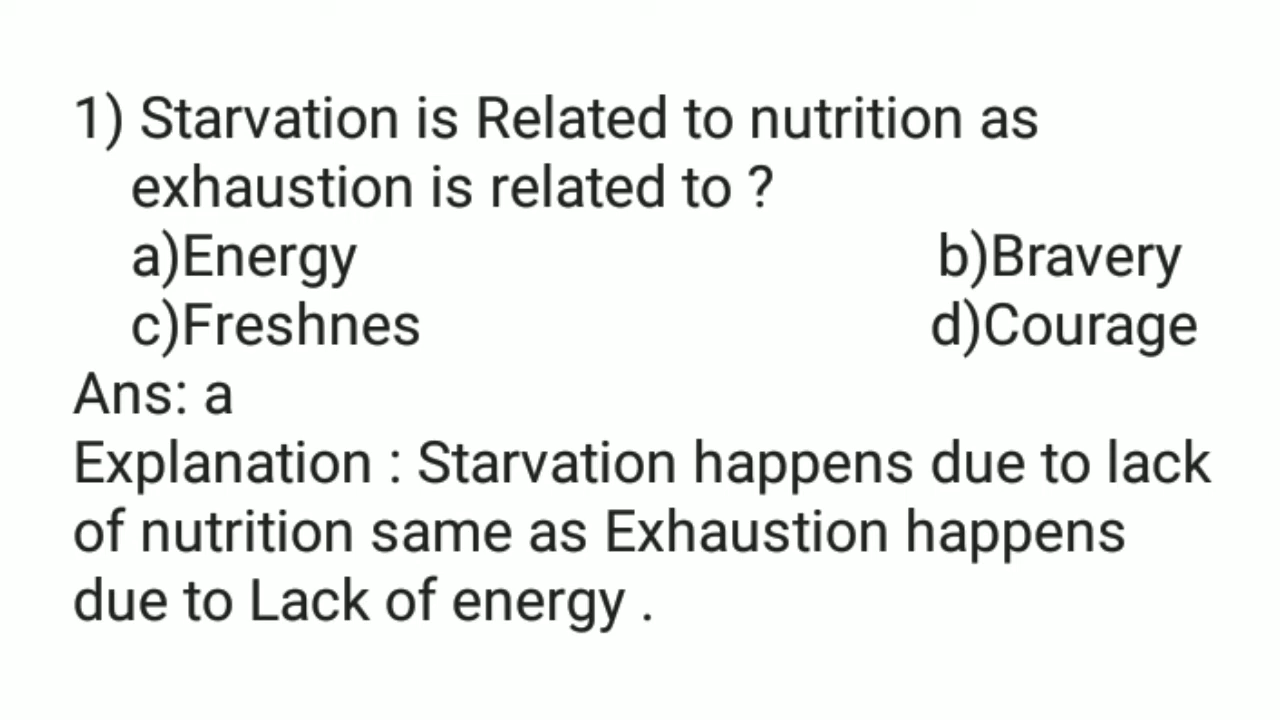 1) Starvation is Related to nutrition as
exhaustion is related to ?
a)Energy b)Bravery
c)Freshnes d)Courage
Ans: a
Explanation : Starvation happens due to lack
of nutrition same as Exhaustion happens
due to Lack of energy .